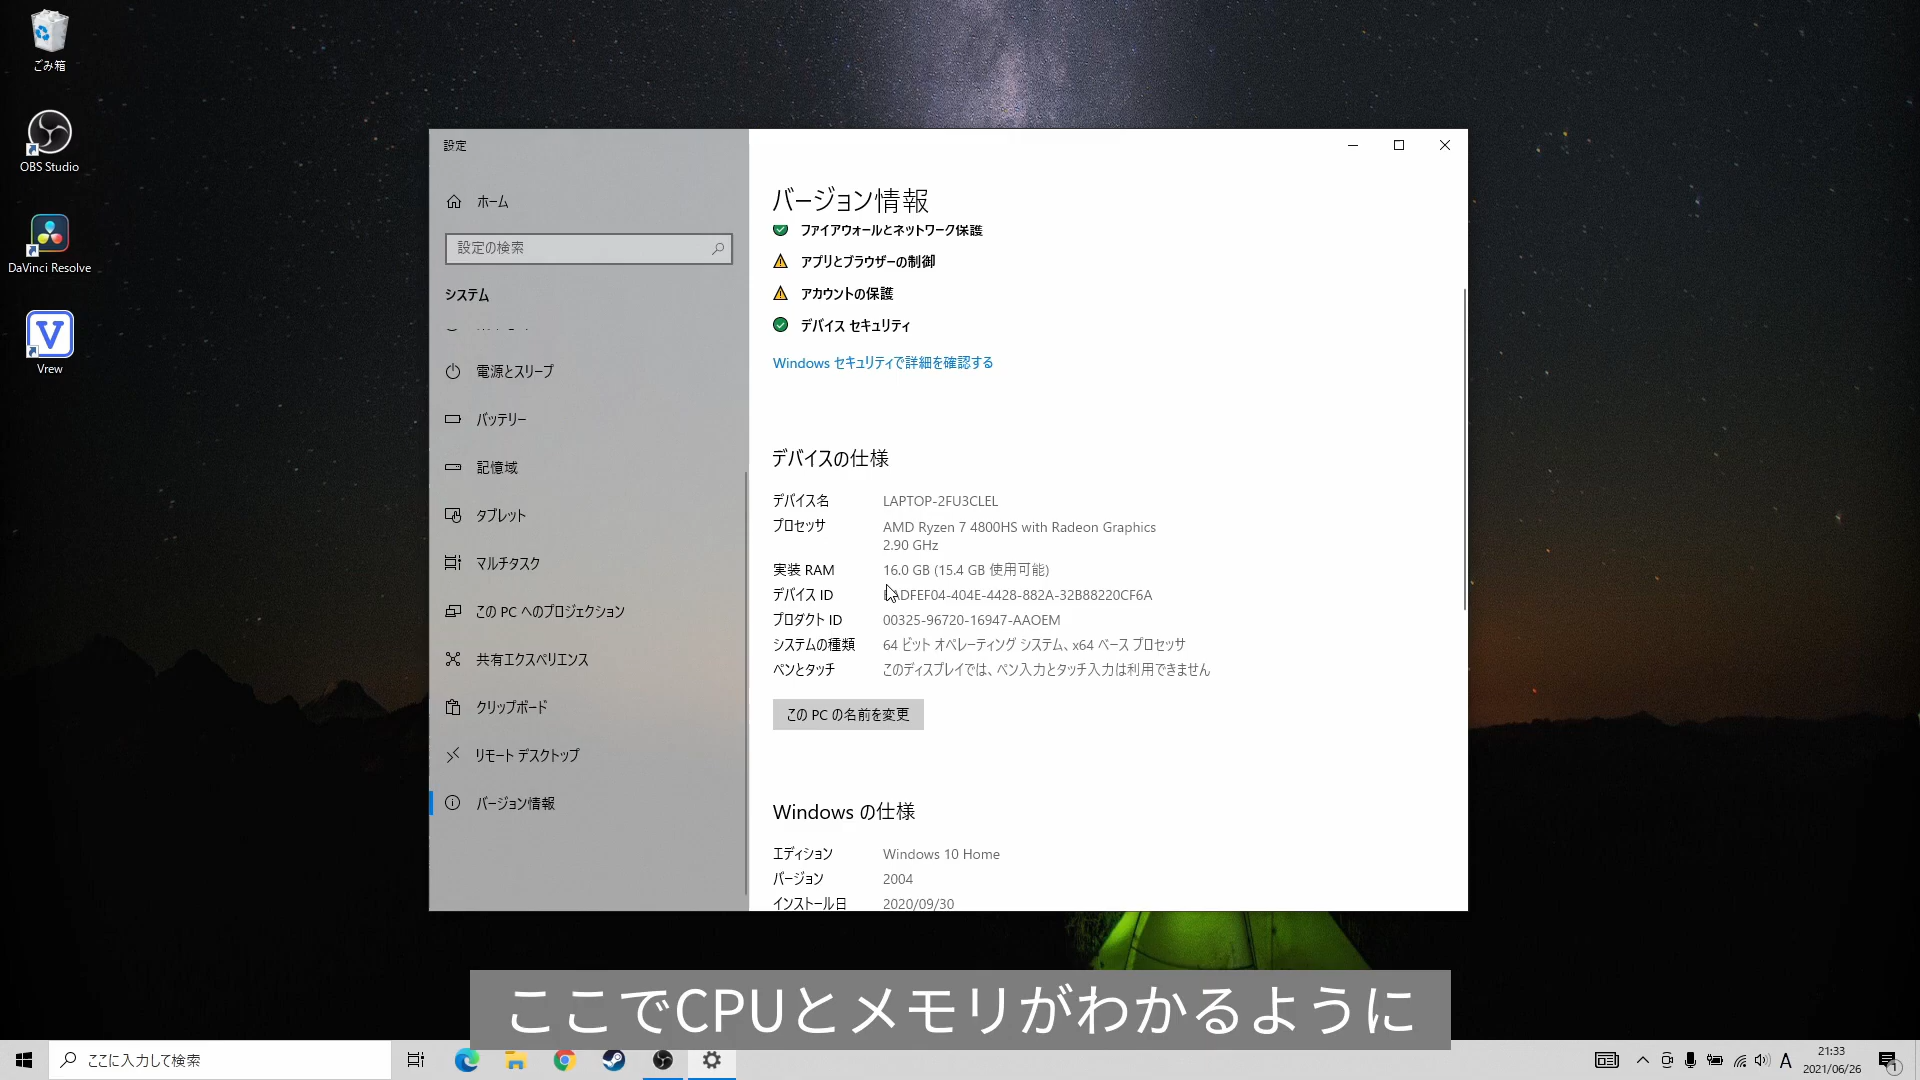 ごみ箱
OBS Studio
DaVinci Resolve
Vrew
設定
ホーム
設定の検索
システム
電源とスリープ
バッテリー
記憶域
タブレット
マルチタスク
この PC へのプロジェクション
共有エクスペリエンス
クリップボード
リモート デスクトップ
バージョン情報
バージョン情報
ファイアウォールとネットワーク保護
アプリとブラウザーの制御
アカウントの保護
デバイス セキュリティ
Windows セキュリティで詳細を確認する
デバイスの仕様
デバイス名 LAPTOP-2FU3CLEL
プロセッサ AMD Ryzen 7 4800HS with Radeon Graphics
2.90 GHz
実装 RAM 16.0 GB (15.4 GB 使用可能)
デバイス ID ADFEF04-404E-4428-882A-32B88220CF6A
プロダクト ID 00325-96720-16947-AAOEM
システムの種類 64 ビット オペレーティング システム、x64 ベース プロセッサ
ペンとタッチ このディスプレイでは、ペン入力とタッチ入力は利用できません
この PC の名前を変更
Windows の仕様
エディション Windows 10 Home
バージョン 2004
インストール日 2020/09/30
ここでCPUとメモリがわかるように
ここに入力して検索
A
21:33
2021/06/26
1